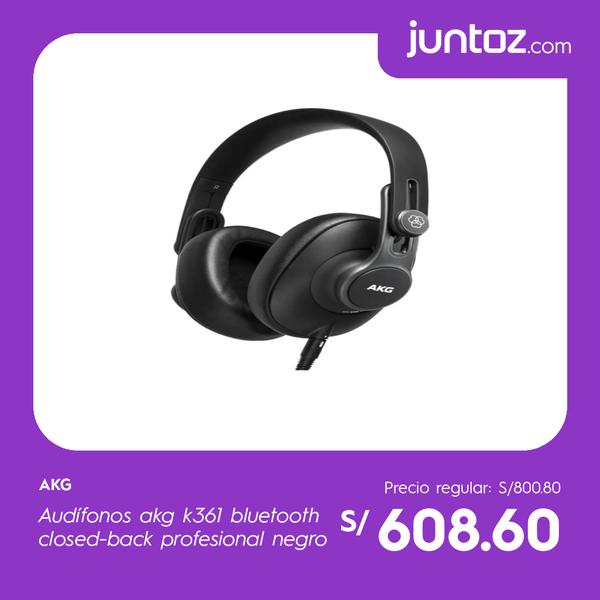 juntoz.com
AKG
AKG
Precio regular: S/800.80
Audífonos akg k361 bluetooth
closed-back profesional negro
S/ 608.60